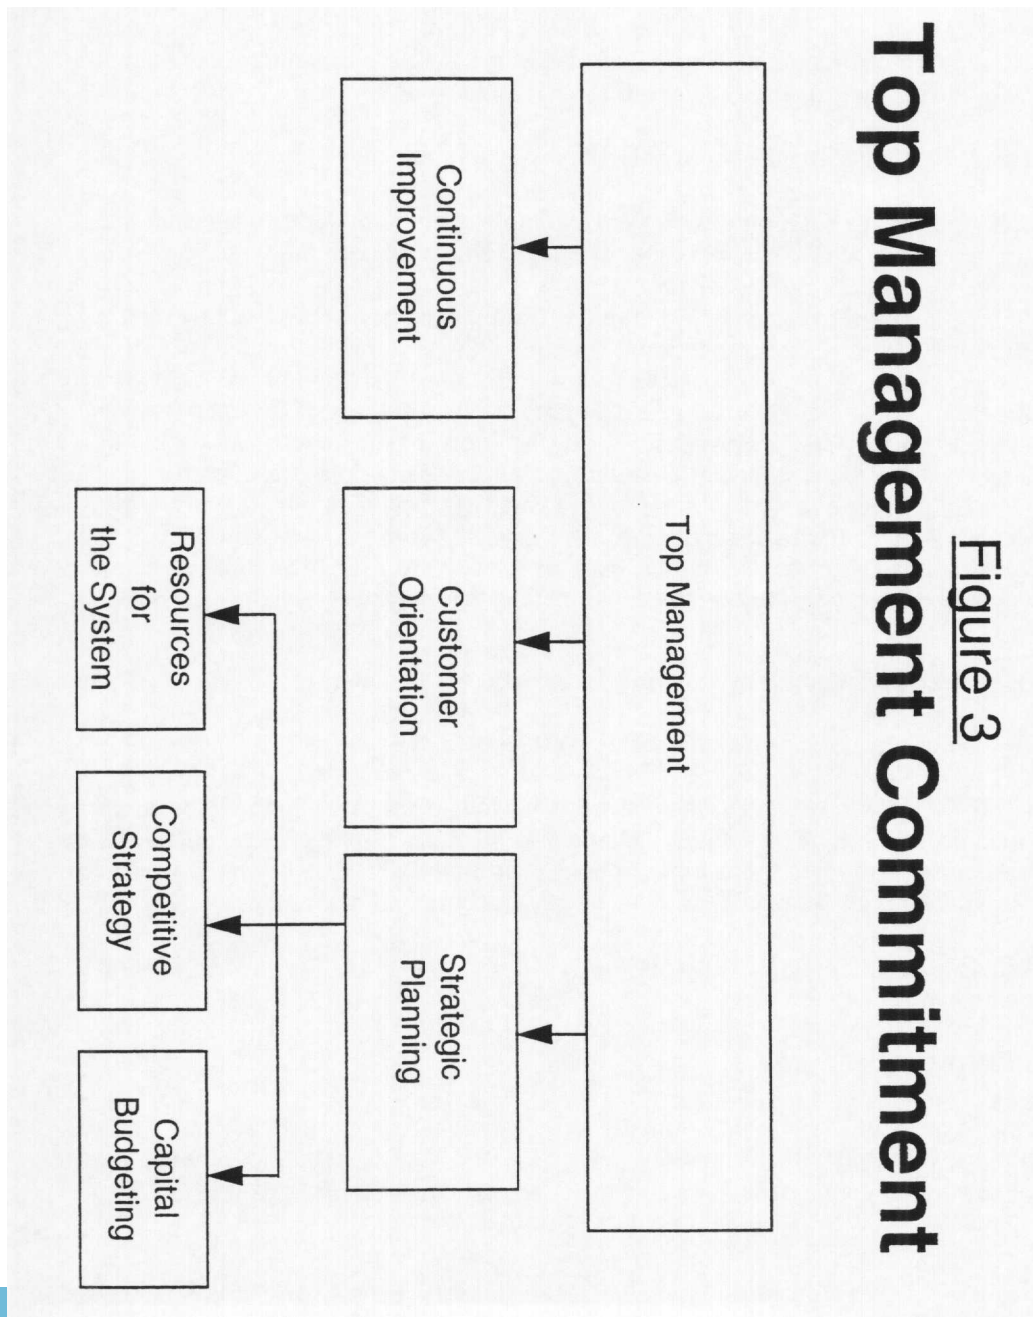 Figure 3
Top Management Commitment
Top Management
Continuous
Improvement
Customer
Orientation
Strategic
Planning
Resources
for
the System
Competitive
Strategy
Capital
Budgeting